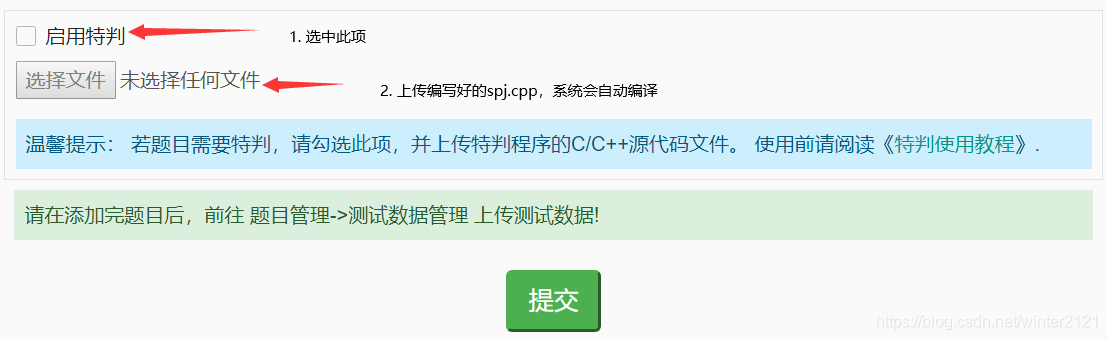 启用特判
1. 选中此项
选择文件 未选择任何文件
2. 上传编写好的spj.cpp，系统会自动编译
温馨提示： 若题目需要特判，请勾选此项，并上传特判程序的C/C++源代码文件。 使用前请阅读《特判使用教程》.
请在添加完题目后，前往 题目管理->测试数据管理 上传测试数据!
提交
https://blog.csdn.net/winter2121